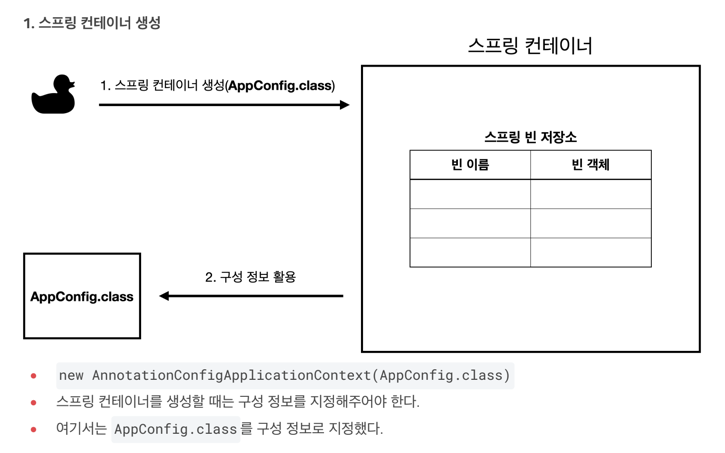 1. 스프링 컨테이너 생성
스프링 컨테이너
1. 스프링 컨테이너 생성(AppConfig.class)
스프링 빈 저장소
빈 이름 빈 객체
2. 구성 정보 활용
AppConfig.class
new AnnotationConfigApplicationContext(AppConfig.class)
스프링 컨테이너를 생성할 때는 구성 정보를 지정해주어야 한다.
여기서는 AppConfig.class를 구성 정보로 지정했다.